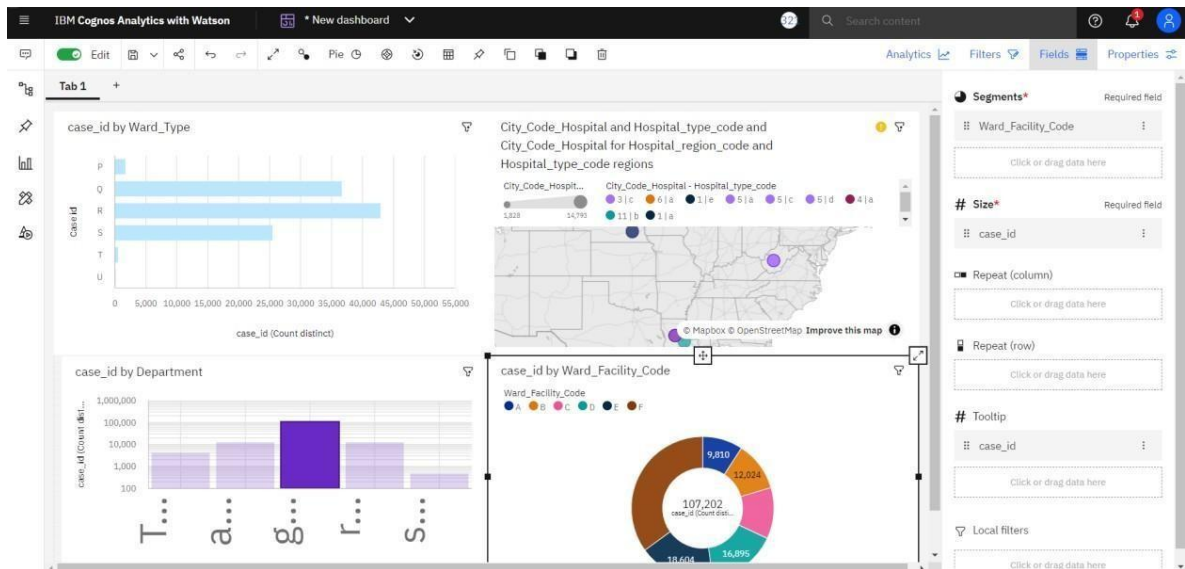 IBM Cognos Analytics with Watson
* New dashboard
32
Search content
1
Edit
Pie
Analytics
Filters
Fields
Properties
Tab 1
+
case_id by Ward_Type
Case id
P
Q
R
S
T
U
0 5,000 10,000 15,000 20,000 25,000 30,000 35,000 40,000 45,000 50,000 55,000
case_id (Count distinct)
City_Code_Hospital and Hospital_type_code and
City_Code_Hospital for Hospital_region_code and
Hospital_type_code regions
City_Code_Hospit...
1,828 14,793
City_Code_Hospital - Hospital_type_code
3|c 6|a 1|e 5|a 5|c 5|d 4|a
11|b 1|a
© Mapbox © OpenStreetMap Improve this map
case_id by Department
case_id (Count dist...
1,000,000
100,000
10,000
1,000
100
T...
a...
g...
r...
s...
case_id by Ward_Facility_Code
Ward_Facility_Code
A B C D E F
9,810
12,024
107,202
case_id (Count disti...
16,895
18,604
Segments* Required field
Ward_Facility_Code
Click or drag data here
# Size* Required field
case_id
Repeat (column)
Click or drag data here
Repeat (row)
Click or drag data here
# Tooltip
case_id
Click or drag data here
Local filters
Click or drag data here